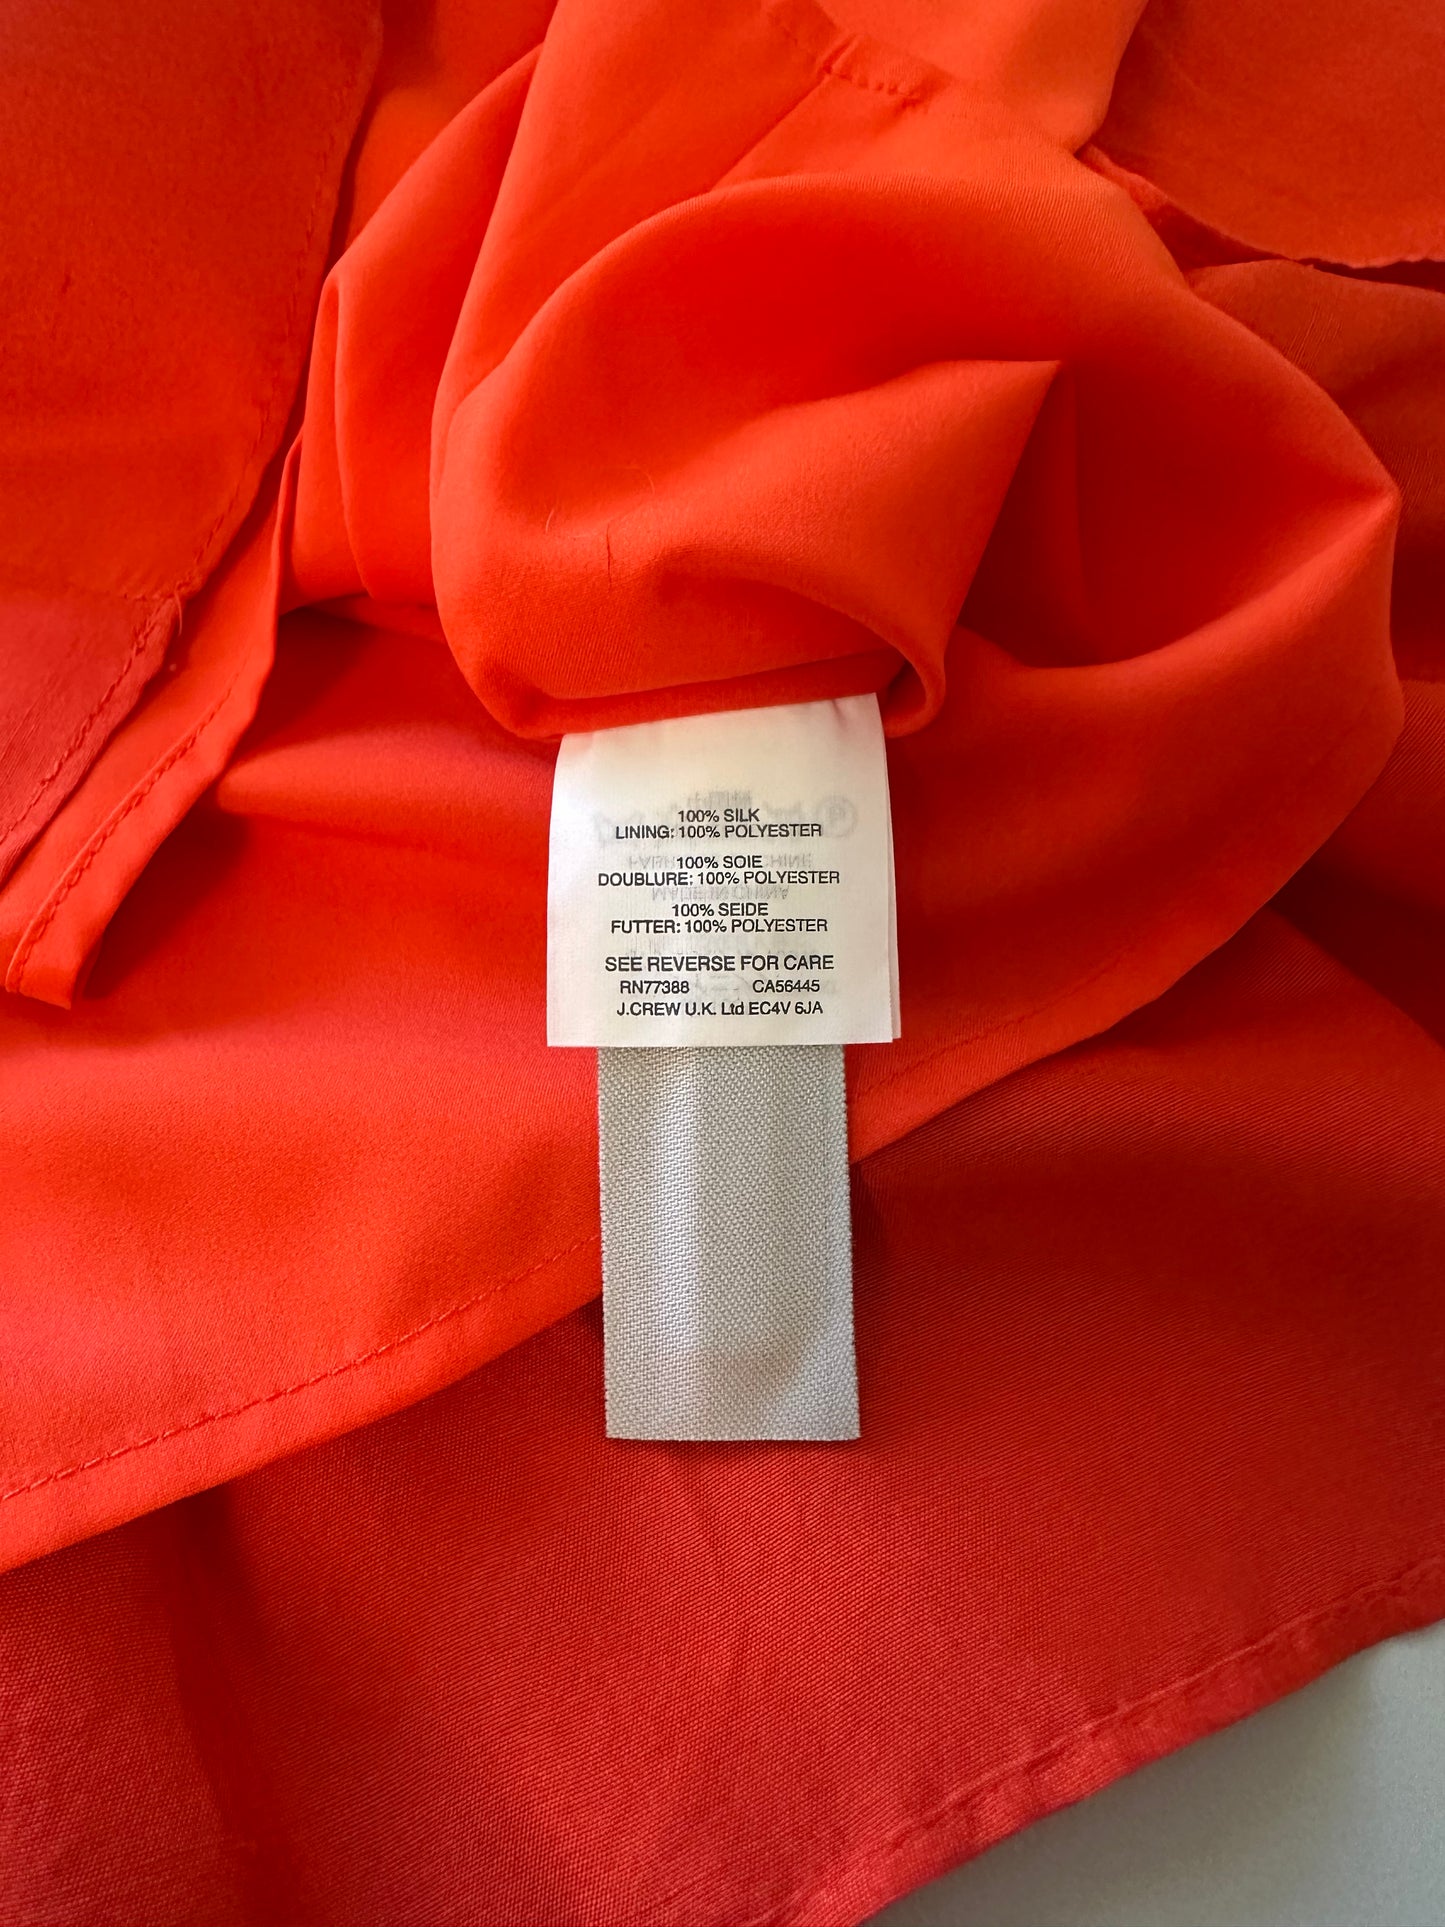 100% SILK
LINING: 100% POLYESTER
100% SOIE
DOUBLURE: 100% POLYESTER
100% SEIDE
FUTTER: 100% POLYESTER
SEE REVERSE FOR CARE
RN77388 CA56445
J.CREW U.K. Ltd EC4V 6JA